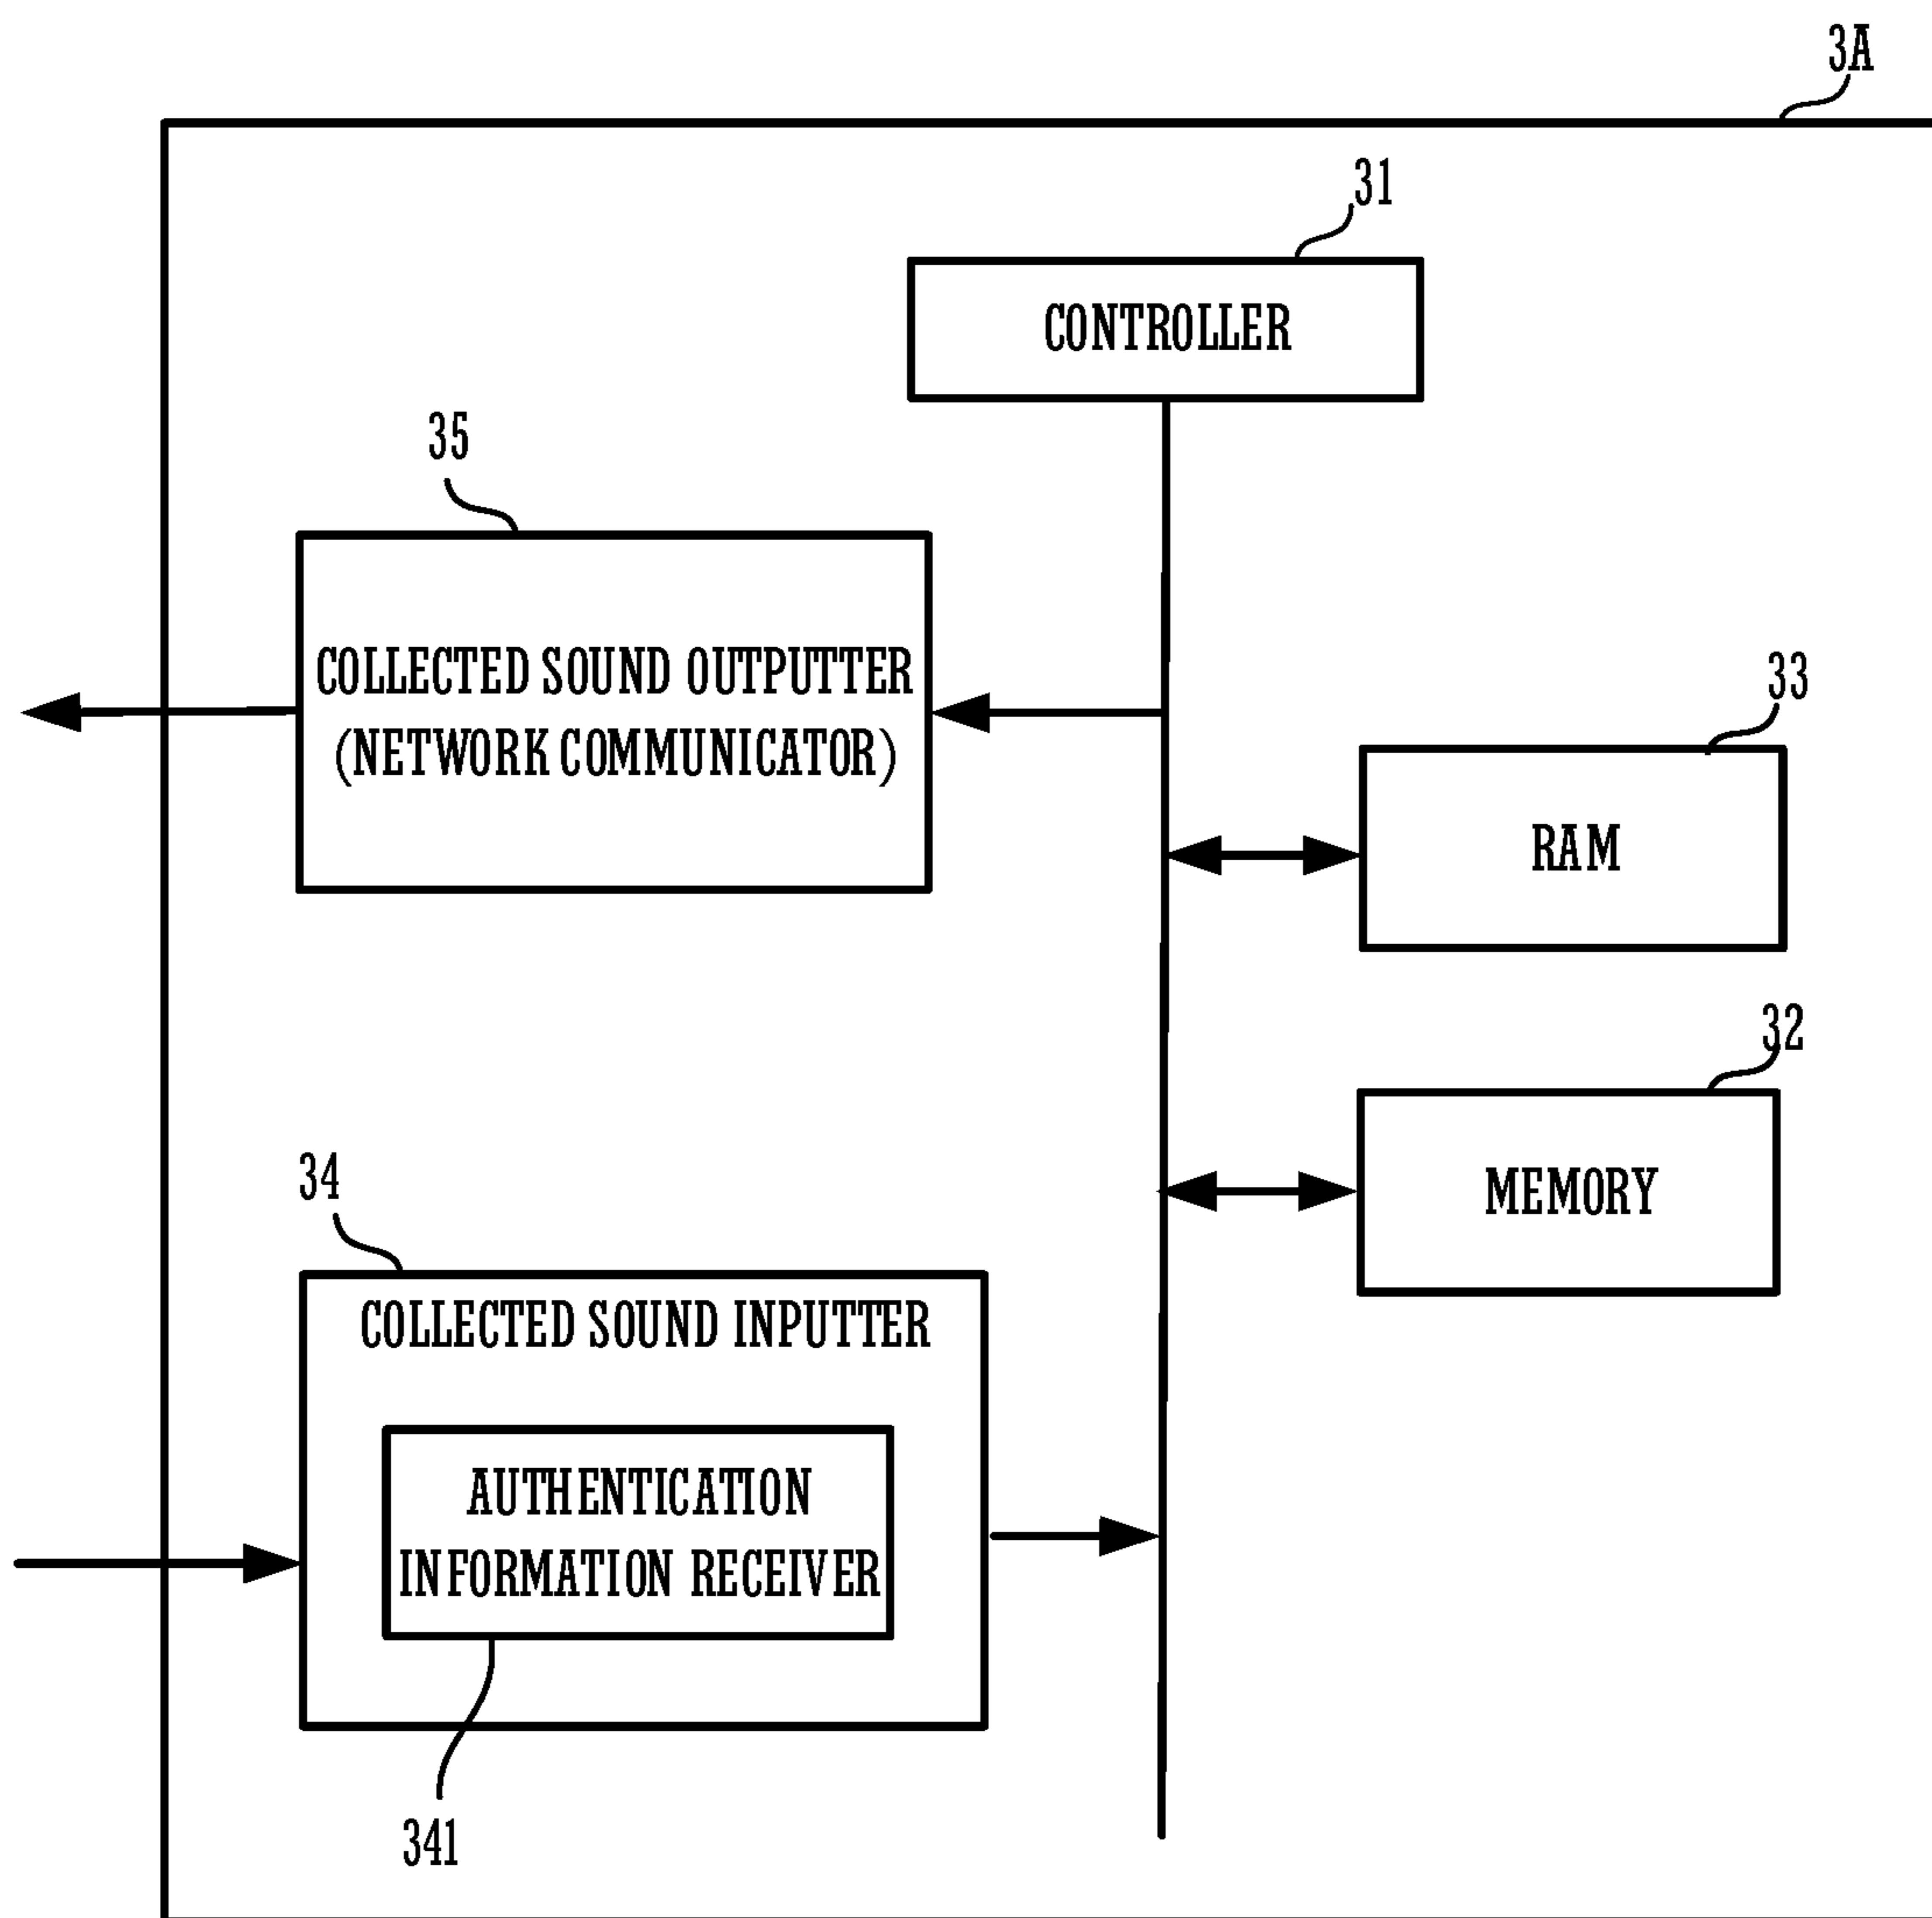 3A
31
CONTROLLER
35
COLLECTED SOUND OUTPUTTER
(NETWORK COMMUNICATOR)
33
RAM
32
MEMORY
34
COLLECTED SOUND INPUTTER
AUTHENTICATION
INFORMATION RECEIVER
341